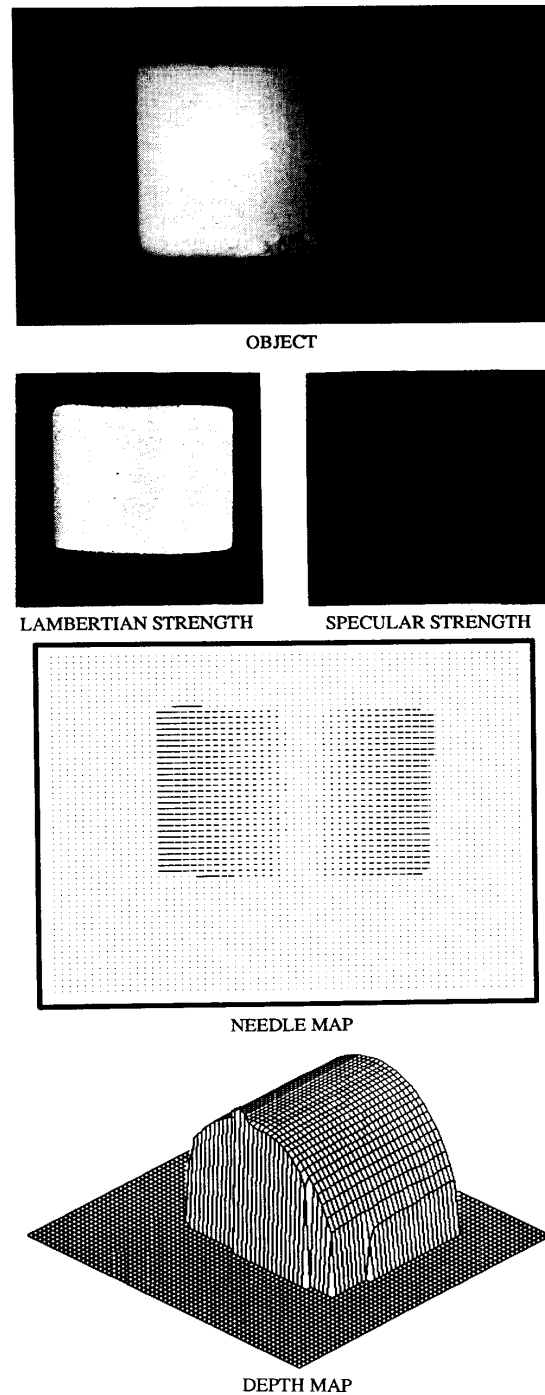 OBJECT
LAMBERTIAN STRENGTH
SPECULAR STRENGTH
NEEDLE MAP
DEPTH MAP